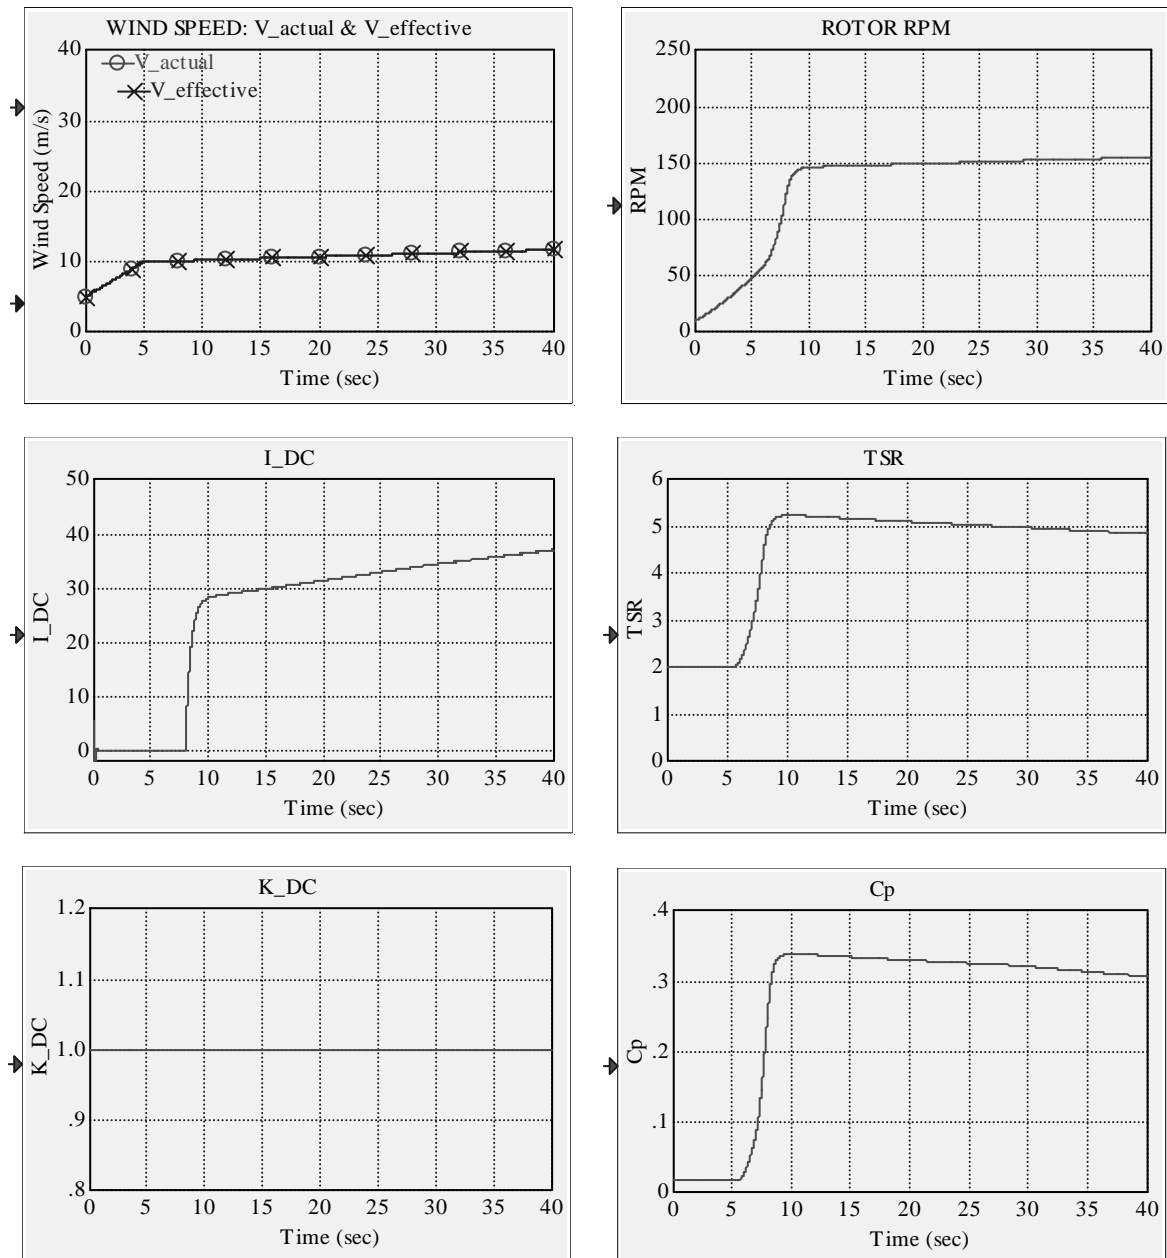 WIND SPEED: V_actual & V_effective
40
30
20
10
0
Wind Speed (m/s)
V_actual
V_effective
0 5 10 15 20 25 30 35 40
Time (sec)
ROTOR RPM
250
200
150
100
50
0
RPM
0 5 10 15 20 25 30 35 40
Time (sec)
I_DC
50
40
30
20
10
0
I_DC
0 5 10 15 20 25 30 35 40
Time (sec)
TSR
6
5
4
3
2
1
0
TSR
0 5 10 15 20 25 30 35 40
Time (sec)
K_DC
1.2
1.1
1.0
.9
.8
K_DC
0 5 10 15 20 25 30 35 40
Time (sec)
Cp
.4
.3
.2
.1
0
Cp
0 5 10 15 20 25 30 35 40
Time (sec)